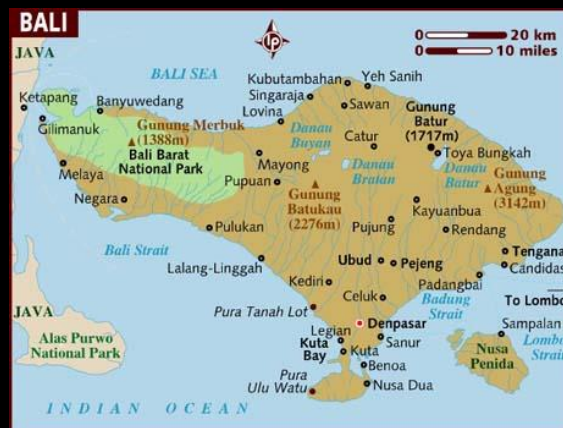 BALI
JAVA
BALI SEA
20 km
10 miles
Kubutambahan
Yeh Sanih
Singaraja
Ketapang
Banyuwedang
Sawan
Gunung
Batur
(1717m)
Lovina
Gilimanuk
Gunung Merbuk
(1388m)
Danau
Buyan
Catur
Toya Bungkah
Bali Barat
National Park
Mayong
Danau
Bratan
Danau
Batur
Gunung
Agung
(3142m)
Melaya
Pupuan
Gunung
Batukau
(2276m)
Negara
Kayuanbua
Pujung
Rendang
Pulukan
Bali Strait
Ubud
Pejeng
Tengana
Candidas
Lalang-Linggah
Padangbai
Kediri
Celuk
Badung
Strait
To Lombo
JAVA
Pura Tanah Lot
Denpasar
Sampalan
Legian
Sanur
Lombo
Strait
Alas Purwo
National Park
Kuta
Bay
Kuta
Nusa
Penida
Benoa
Pura
Ulu Watu
Nusa Dua
INDIAN OCEAN